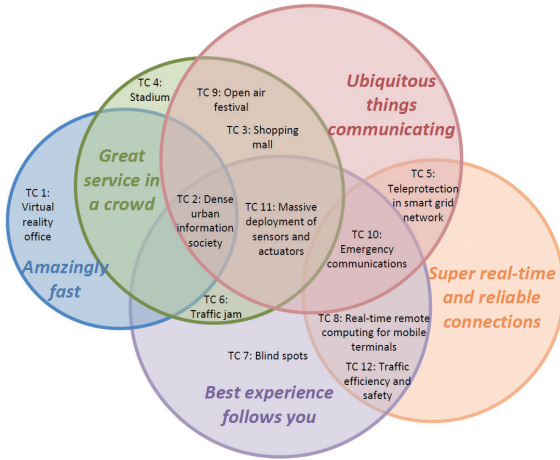 TC 4:
Stadium
TC 9: Open air
festival
TC 3: Shopping
mall
Ubiquitous
things
communicating
Great
service in
a crowd
TC 1:
Virtual
reality
office
TC 2: Dense
urban
information
society
TC 11: Massive
deployment of
sensors and
actuators
TC 5:
Teleprotection
in smart grid
network
TC 10:
Emergency
communications
Amazingly
fast
Super real-time
and reliable
connections
TC 6:
Traffic jam
TC 8: Real-time remote
computing for mobile
terminals
TC 7: Blind spots
TC 12: Traffic
efficiency and
safety
Best experience
follows you